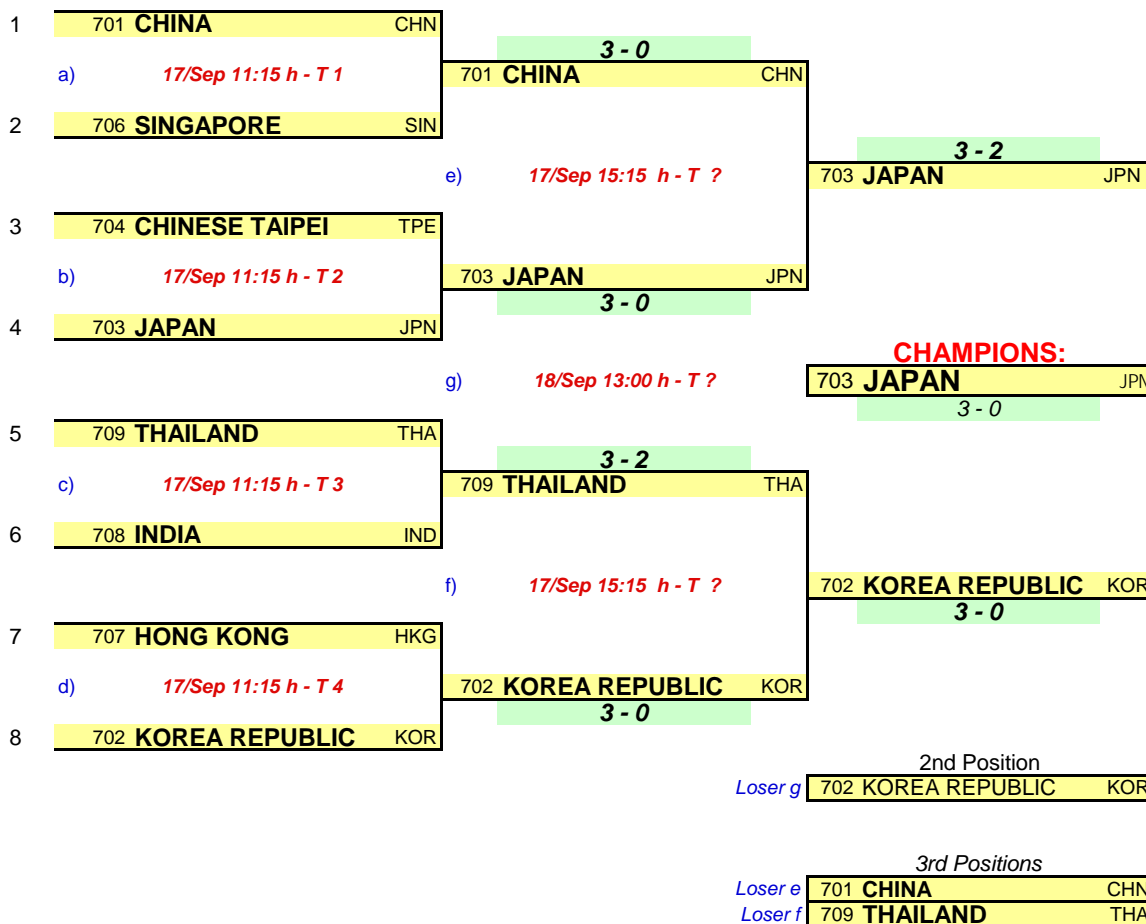 1 701 CHINA CHN
3 - 0
a) 17/Sep 11:15 h - T 1 701 CHINA CHN
2 706 SINGAPORE SIN
3 - 2
e) 17/Sep 15:15 h - T ? 703 JAPAN JPN
3 704 CHINESE TAIPEI TPE
b) 17/Sep 11:15 h - T 2 703 JAPAN JPN
3 - 0
4 703 JAPAN JPN
CHAMPIONS:
g) 18/Sep 13:00 h - T ? 703 JAPAN JPN
3 - 0
5 709 THAILAND THA
3 - 2
c) 17/Sep 11:15 h - T 3 709 THAILAND THA
6 708 INDIA IND
f) 17/Sep 15:15 h - T ? 702 KOREA REPUBLIC KOR
3 - 0
7 707 HONG KONG HKG
d) 17/Sep 11:15 h - T 4 702 KOREA REPUBLIC KOR
3 - 0
8 702 KOREA REPUBLIC KOR
2nd Position
Loser g 702 KOREA REPUBLIC KOR
3rd Positions
Loser e 701 CHINA CHN
Loser f 709 THAILAND THA